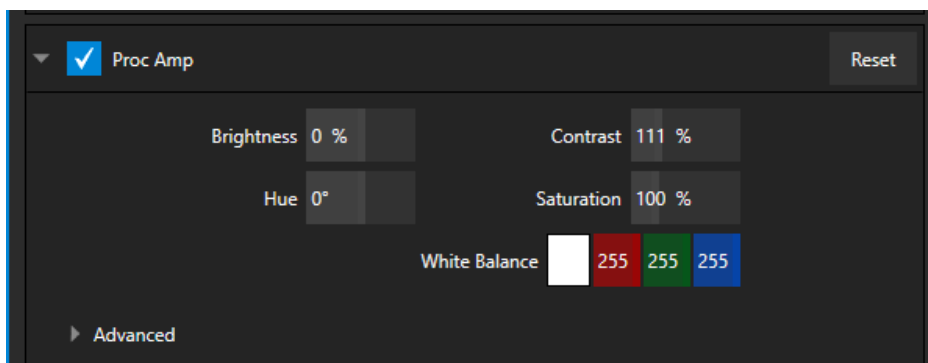 Proc Amp Reset
Brightness 0 % Contrast 111 %
Hue 0° Saturation 100 %
White Balance 255 255 255
Advanced